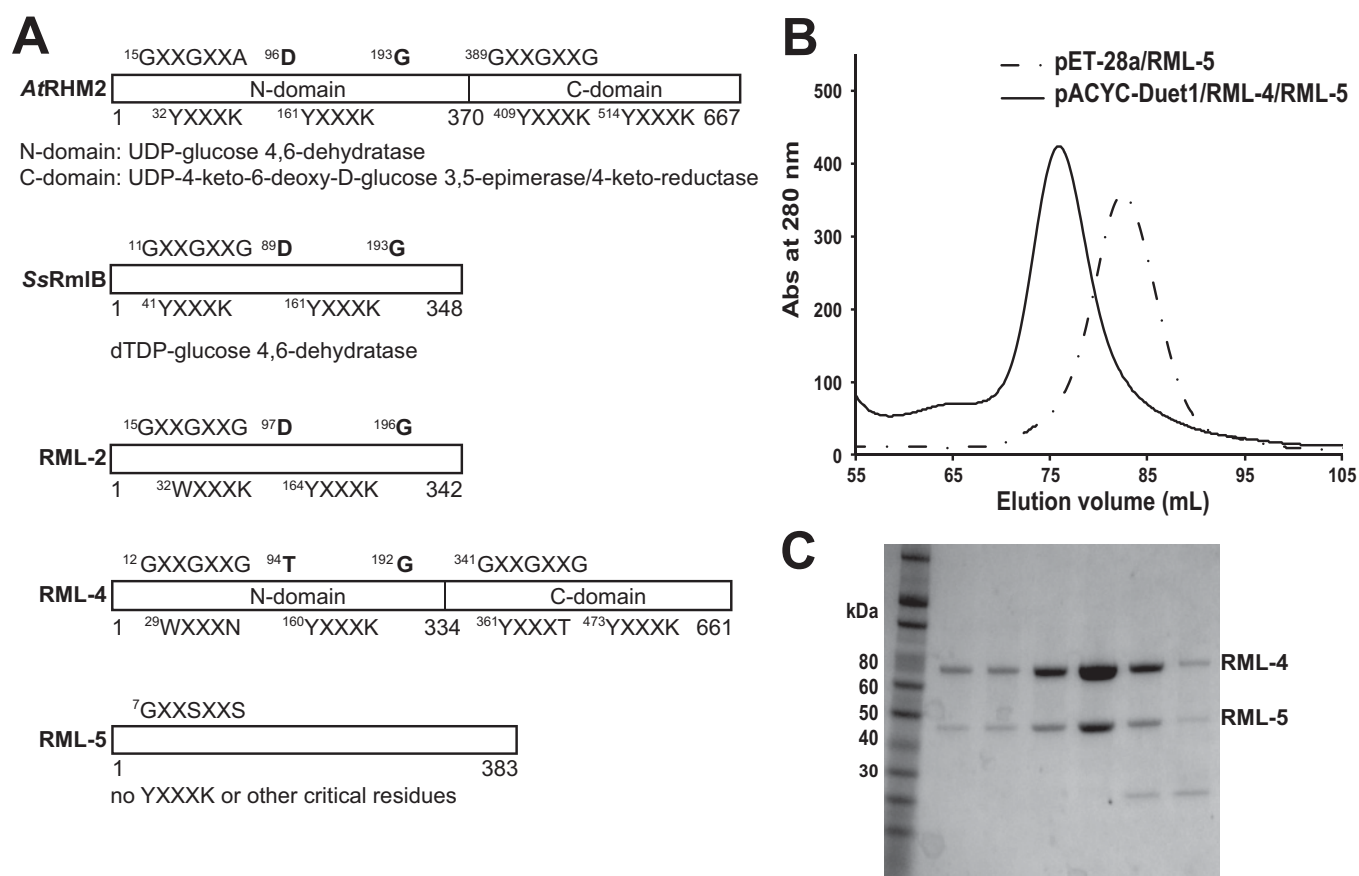 A
15GXXGXXA 96D 193G 389GXXGXXG
AtRHM2 N-domain C-domain
1 32YXXXK 161YXXXK 370 409YXXXK 514YXXXK 667
N-domain: UDP-glucose 4,6-dehydratase
C-domain: UDP-4-keto-6-deoxy-D-glucose 3,5-epimerase/4-keto-reductase
11GXXGXXG 89D 193G
SsRmlB
1 41YXXXK 161YXXXK 348
dTDP-glucose 4,6-dehydratase
15GXXGXXG 97D 196G
RML-2
1 32WXXXK 164YXXXK 342
12GXXGXXG 94T 192G 341GXXGXXG
RML-4 N-domain C-domain
1 29WXXXN 160YXXXK 334 361YXXXT 473YXXXK 661
7GXXSXXS
RML-5
1 383
no YXXXK or other critical residues
B
pET-28a/RML-5
pACYC-Duet1/RML-4/RML-5
Abs at 280 nm
500
400
300
200
100
0
55 65 75 85 95 105
Elution volume (mL)
C
kDa
80
60
50
40
30
RML-4
RML-5